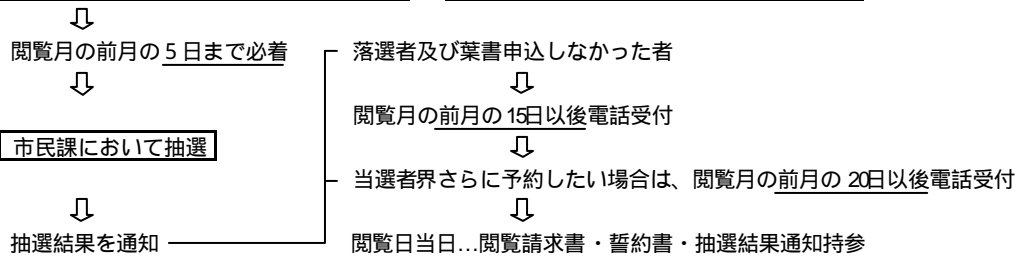 閲覧月の前月の5日まで必着
落選者及び葉書申込しなかった者
閲覧月の前月の15日以後電話受付
市民課において抽選
当選者界さらに予約したい場合は、閲覧月の前月の20日以後電話受付
抽選結果を通知
閲覧日当日…閲覧請求書・誓約書・抽選結果通知持参